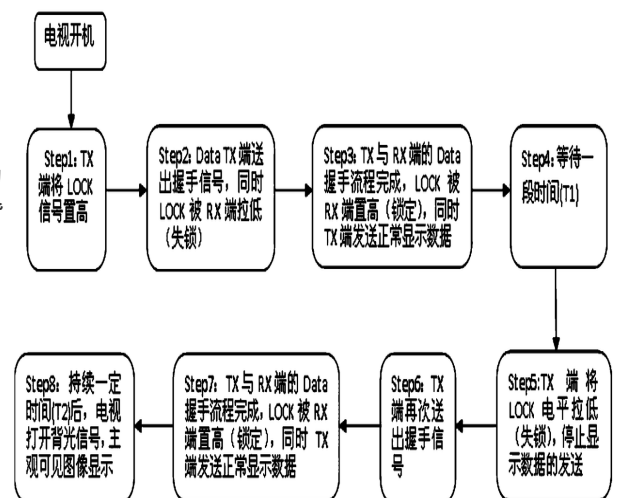 电视开机
Step1: TX
端将 LOCK
信号置高
Step2: Data TX 端送
出握手信号，同时
LOCK 被 RX 端拉低
（失锁）
Step3: TX 与 RX 端的 Data
握手流程完成，LOCK 被
RX 端置高（锁定），同时
TX 端发送正常显示数据
Step4: 等待一
段时间(T1)
Step5:TX 端 将
LOCK 电平拉低
（失锁），停止显
示数据的发送
Step6: TX
端再次送
出握手信
号
Step7: TX 与 RX 端的 Data
握手流程完成，LOCK 被 RX
端置高（锁定），同时 TX
端发送正常显示数据
Step8: 持续一定
时间(T2)后，电视
打开背光信号，主
观可见图像显示